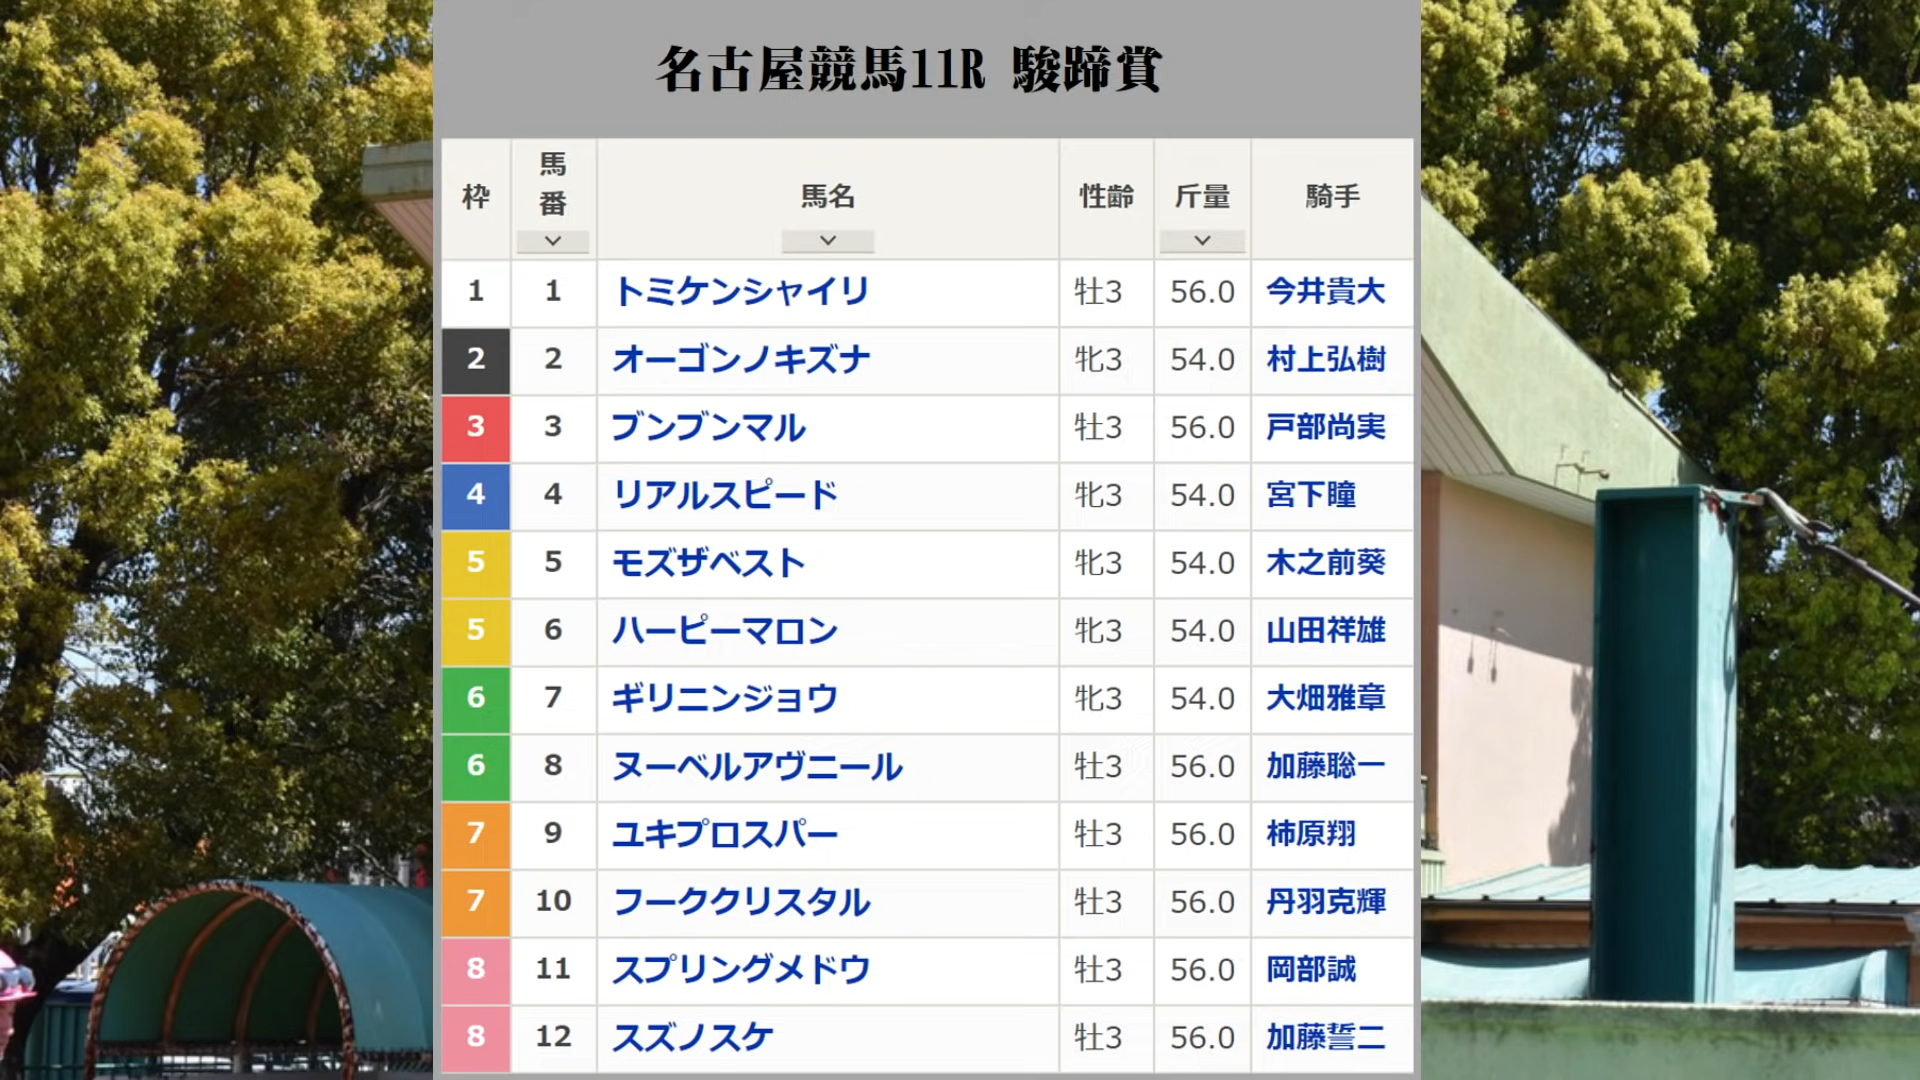 名古屋競馬11R 駿蹄賞
枠 馬番 馬名 性齢 斤量 騎手
1 1 トミケンシャイリ 牡3 56.0 今井貴大
2 2 オーゴンノキズナ 牝3 54.0 村上弘樹
3 3 ブンブンマル 牡3 56.0 戸部尚実
4 4 リアルスピード 牝3 54.0 宮下瞳
5 5 モズザベスト 牝3 54.0 木之前葵
5 6 ハーピーマロン 牝3 54.0 山田祥雄
6 7 ギリニンジョウ 牝3 54.0 大畑雅章
6 8 ヌーベルアヴニール 牡3 56.0 加藤聡一
7 9 ユキプロスパー 牡3 56.0 柿原翔
7 10 フーククリスタル 牡3 56.0 丹羽克輝
8 11 スプリングメドウ 牡3 56.0 岡部誠
8 12 スズノスケ 牡3 56.0 加藤誓二